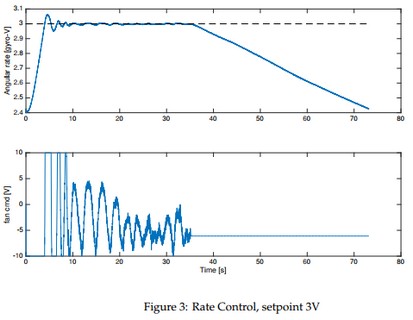 3.1
3
2.9
2.8
2.7
2.6
2.5
2.4
Angular rate [gyro-V]
0 10 20 30 40 50 60 70 80
10
5
0
-5
-10
fan cmd [V]
0 10 20 30 40 50 60 70 80
Time [s]
Figure 3: Rate Control, setpoint 3V